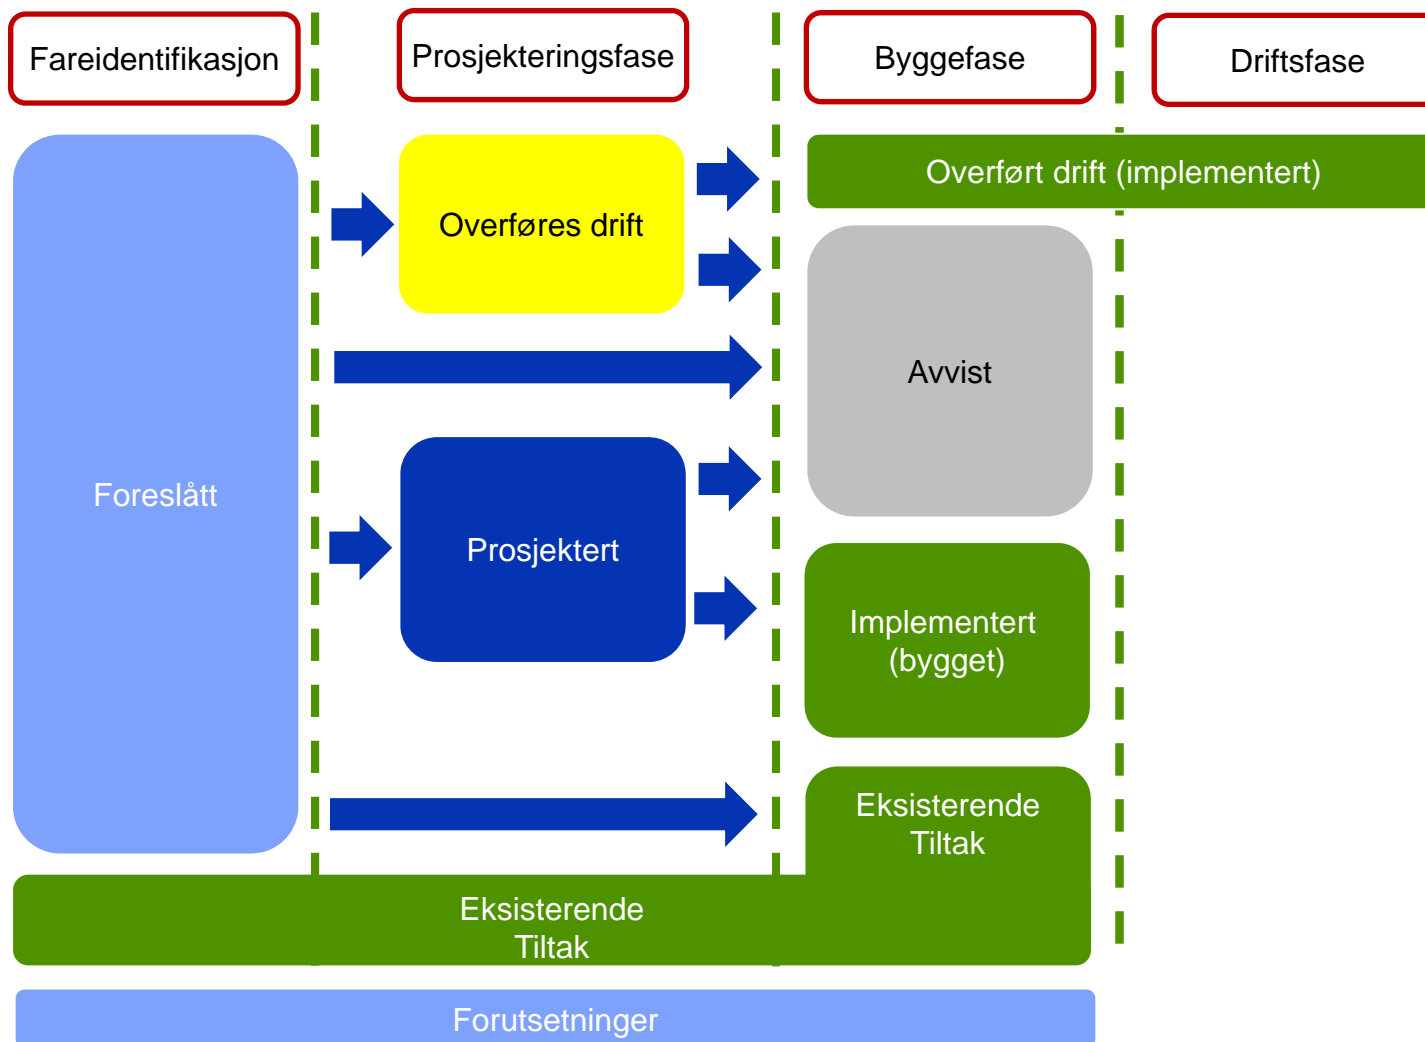 Fareidentifikasjon
Prosjekteringsfase
Byggefase
Driftsfase
Overført drift (implementert)
Overføres drift
Avvist
Foreslått
Prosjektert
Implementert
(bygget)
Eksisterende
Tiltak
Eksisterende
Tiltak
Forutsetninger